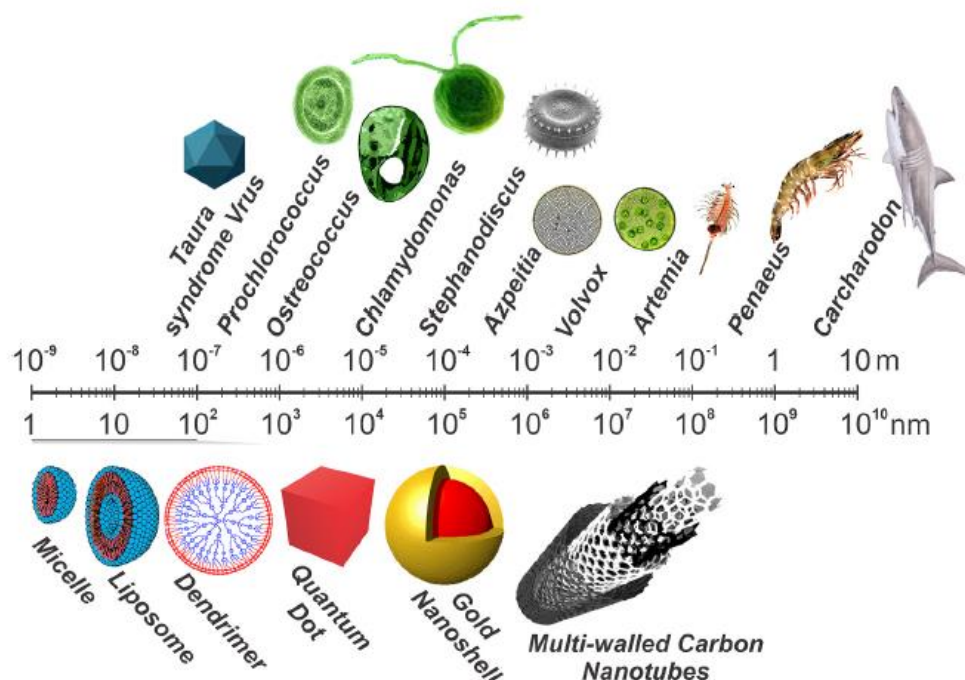 Taura
syndrome Vrus
Prochlorococcus
Ostreococcus
Chlamydomonas
Stephanodiscus
Azpeitia
Volvox
Artemia
Penaeus
Carcharodon
10⁻⁹ 10⁻⁸ 10⁻⁷ 10⁻⁶ 10⁻⁵ 10⁻⁴ 10⁻³ 10⁻² 10⁻¹ 1 10 m
1 10 10² 10³ 10⁴ 10⁵ 10⁶ 10⁷ 10⁸ 10⁹ 10¹⁰ nm
Micelle
Liposome
Dendrimer
Quantum
Dot
Gold
Nanoshell
Multi-walled Carbon
Nanotubes